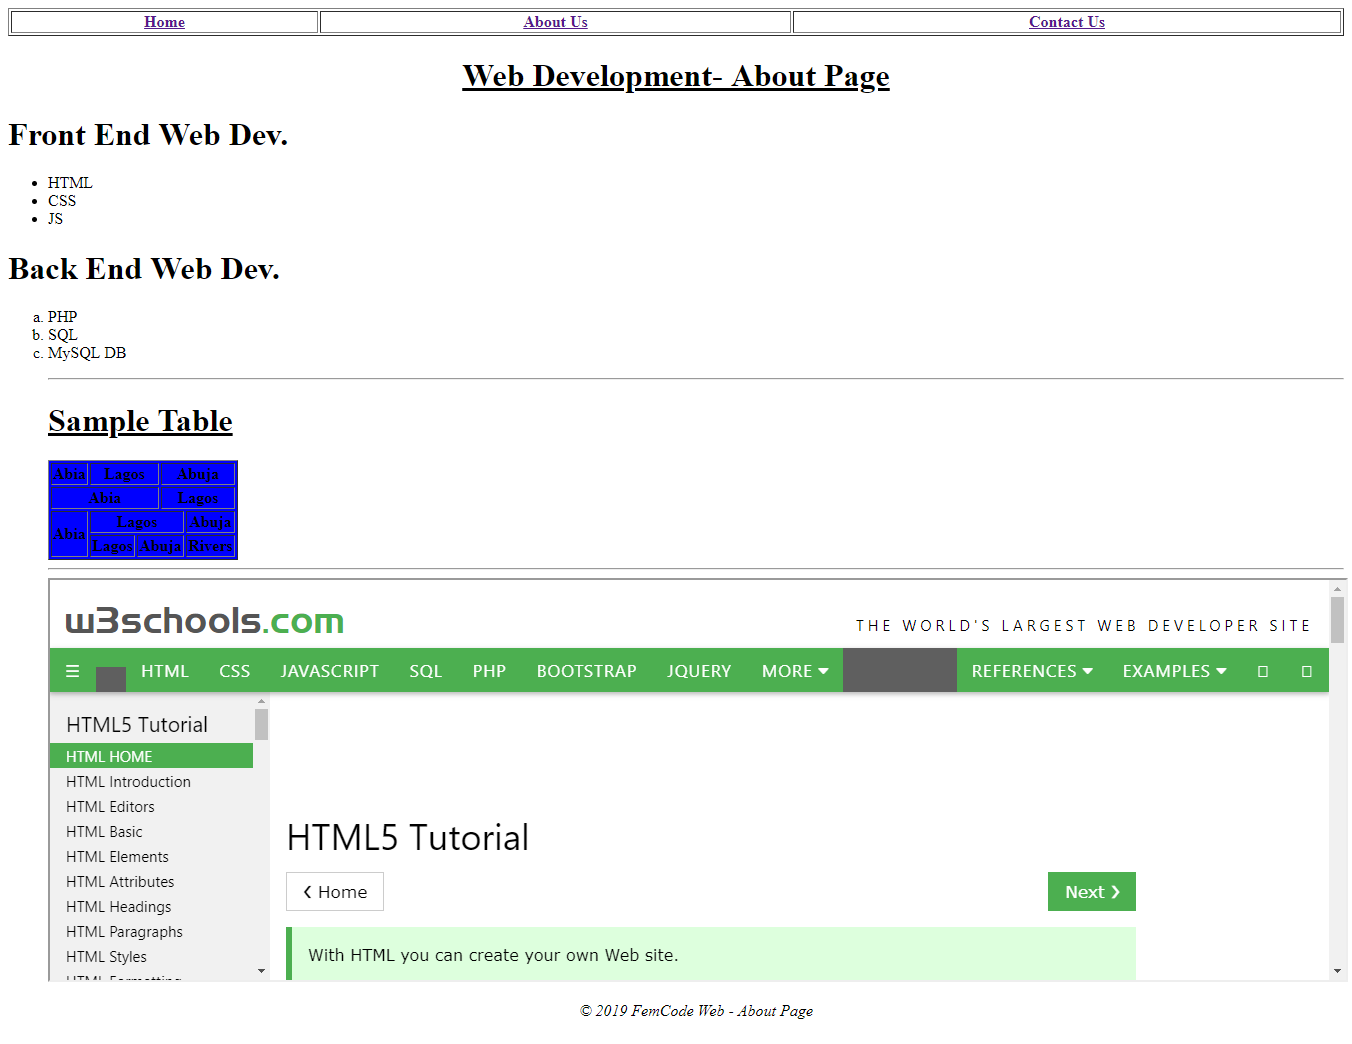 Home About Us Contact Us
Web Development- About Page
Front End Web Dev.
• HTML
• CSS
• JS
Back End Web Dev.
a. PHP
b. SQL
c. MySQL DB
Sample Table
Abia Lagos Abuja
Abia Lagos
Abia Lagos Abuja
Lagos Abuja Rivers
w3schools.com
THE WORLD'S LARGEST WEB DEVELOPER SITE
☰ HTML CSS JAVASCRIPT SQL PHP BOOTSTRAP JQUERY MORE REFERENCES EXAMPLES
HTML5 Tutorial
HTML HOME
HTML Introduction
HTML Editors
HTML Basic
HTML Elements
HTML Attributes
HTML Headings
HTML Paragraphs
HTML Styles
HTML Formatting
HTML5 Tutorial
❮ Home Next ❯
With HTML you can create your own Web site.
© 2019 FemCode Web - About Page